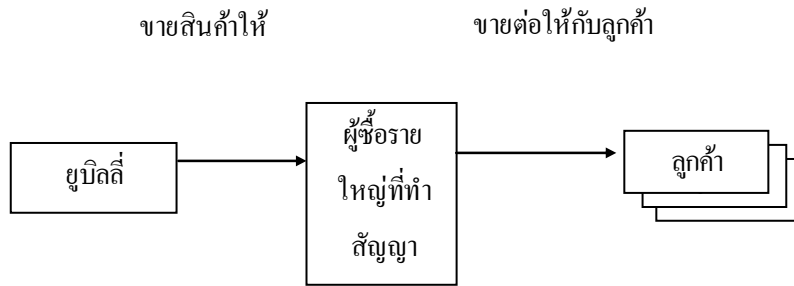 ขายสินค้าให้
ขายต่อให้กับลูกค้า
ยูบิลลี่
ผู้ซื้อราย
ใหญ่ที่ทำ
สัญญา
ลูกค้า